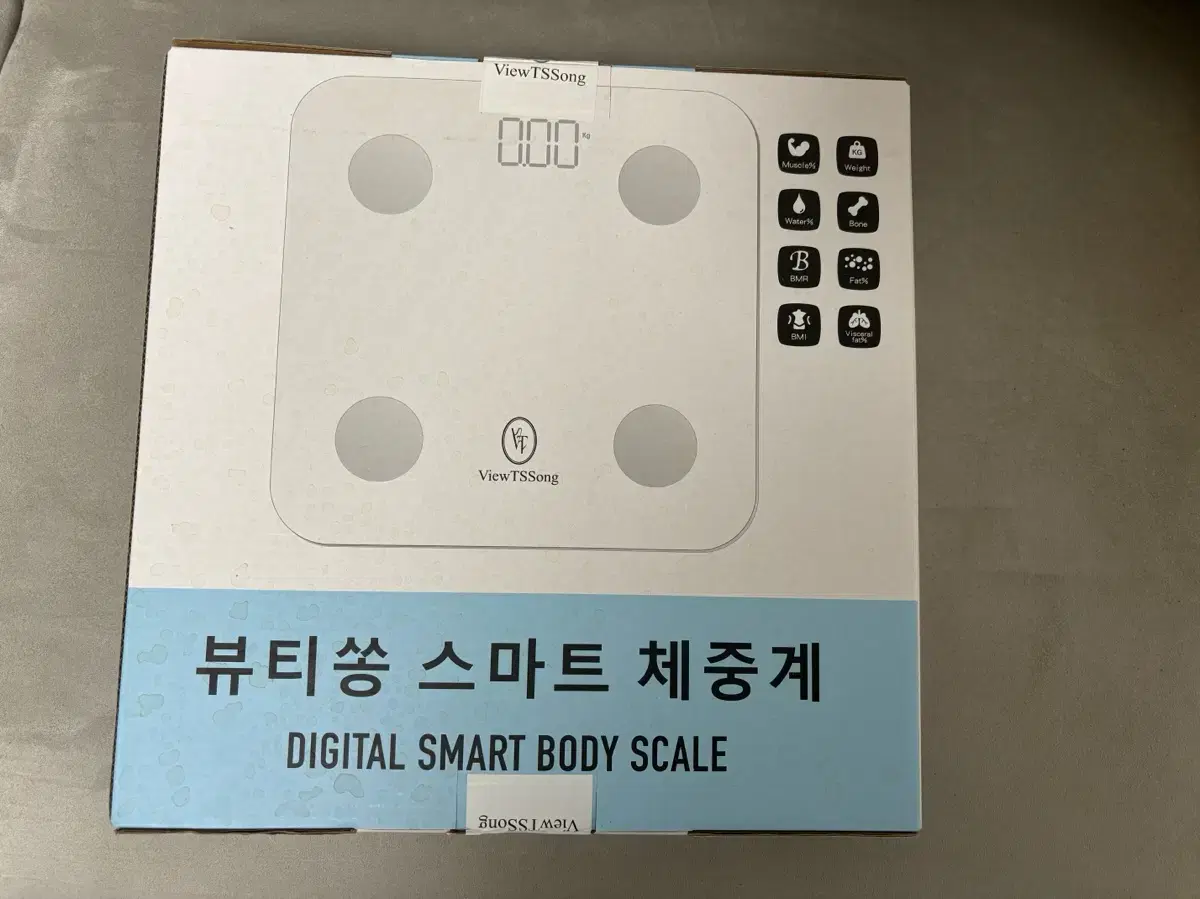 ViewTSSong
0.00 Kg
Muscle%
KG
Weight
Water%
Bone
B
BMR
Fat%
BMI
Visceral
fat%
ViewTSSong
뷰티쏭 스마트 체중계
DIGITAL SMART BODY SCALE
ViewTSSong